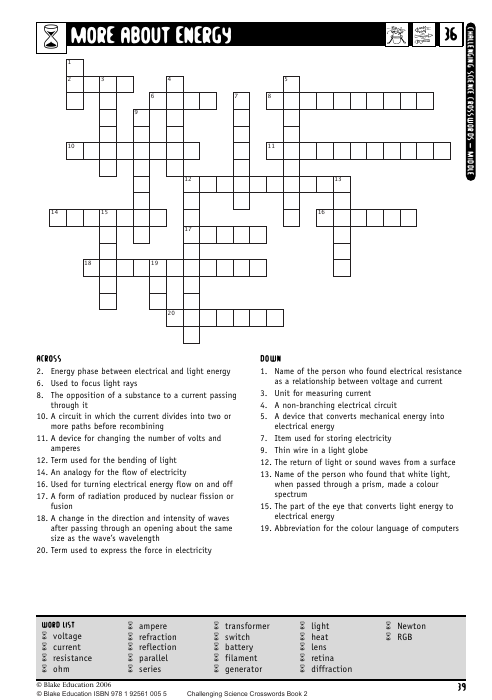 MORE ABOUT ENERGY
36
CHALLENGING SCIENCE CROSSWORDS – MIDDLE
1
2 3 4 5
6 7 8
9
10 11
12 13
14 15 16
17
18 19
20
ACROSS
2. Energy phase between electrical and light energy
6. Used to focus light rays
8. The opposition of a substance to a current passing
through it
10. A circuit in which the current divides into two or
more paths before recombining
11. A device for changing the number of volts and
amperes
12. Term used for the bending of light
14. An analogy for the flow of electricity
16. Used for turning electrical energy flow on and off
17. A form of radiation produced by nuclear fission or
fusion
18. A change in the direction and intensity of waves
after passing through an opening about the same
size as the wave's wavelength
20. Term used to express the force in electricity
DOWN
1. Name of the person who found electrical resistance
as a relationship between voltage and current
3. Unit for measuring current
4. A non-branching electrical circuit
5. A device that converts mechanical energy into
electrical energy
7. Item used for storing electricity
9. Thin wire in a light globe
12. The return of light or sound waves from a surface
13. Name of the person who found that white light,
when passed through a prism, made a colour
spectrum
15. The part of the eye that converts light energy to
electrical energy
19. Abbreviation for the colour language of computers
WORD LIST
voltage
current
resistance
ohm
ampere
refraction
reflection
parallel
series
transformer
switch
battery
filament
generator
light
heat
lens
retina
diffraction
Newton
RGB
© Blake Education 2006
39
© Blake Education ISBN 978 1 92561 005 5 Challenging Science Crosswords Book 2